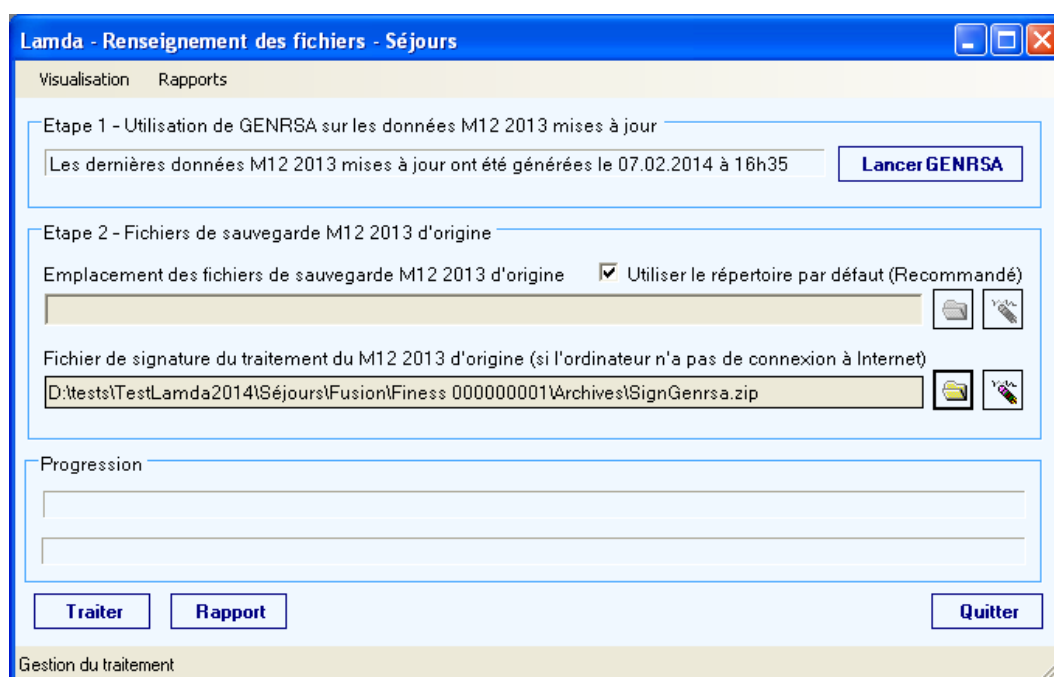 Lamda - Renseignement des fichiers - Séjours
Visualisation Rapports
Etape 1 - Utilisation de GENRSA sur les données M12 2013 mises à jour
Les dernières données M12 2013 mises à jour ont été générées le 07.02.2014 à 16h35 Lancer GENRSA
Etape 2 - Fichiers de sauvegarde M12 2013 d'origine
Emplacement des fichiers de sauvegarde M12 2013 d'origine Utiliser le répertoire par défaut (Recommandé)
Fichier de signature du traitement du M12 2013 d'origine (si l'ordinateur n'a pas de connexion à Internet)
D:\tests\TestLamda2014\Séjours\Fusion\Finess 000000001\Archives\SignGenrsa.zip
Progression
Traiter Rapport Quitter
Gestion du traitement